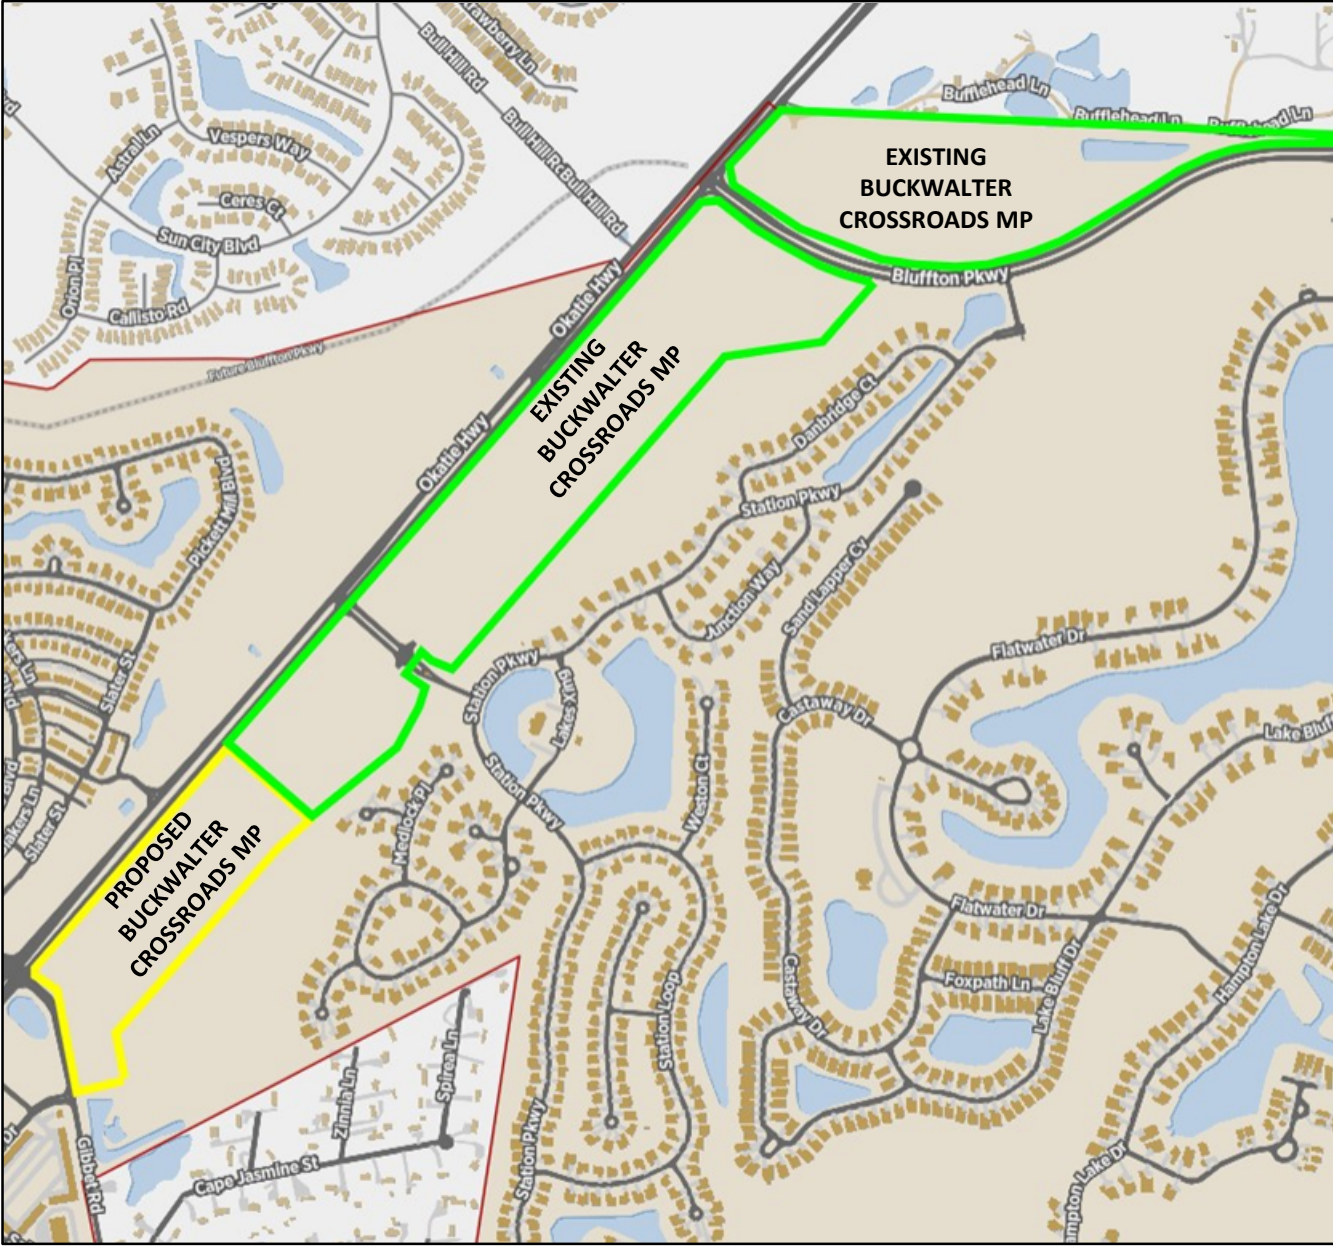 Strawberry Ln
Bull Hill Rd
Bull Hill Rd
Bull Hill Rd
Bufflehead Ln
Bufflehead Ln
Bufflehead Ln
Astral Ln
Vespers Way
Ceres Ct
Sun City Blvd
Orion Pl
Callisto Rd
EXISTING
BUCKWALTER
CROSSROADS MP
Bluffton Pkwy
Okatie Hwy
Future Bluffton Pkwy
EXISTING
BUCKWALTER
CROSSROADS MP
Okatie Hwy
Danbridge Ct
Station Pkwy
Pickett Mill Blvd
Junction Way
Sand Lapper Cv
Flatwater Dr
Station Pkwy
Lakes Xing
Slater St
Castaway Dr
Lake Bluff
Station Pkwy
Weston Ct
Medlock Pl
Slater St
PROPOSED
BUCKWALTER
CROSSROADS MP
Flatwater Dr
Hampton Lake Dr
Foxpath Ln
Lake Bluff Dr
Castaway Dr
Station Loop
Spirea Ln
Zinnia Ln
Station Pkwy
Cape Jasmine St
Gibbet Rd
Hampton Lake Dr